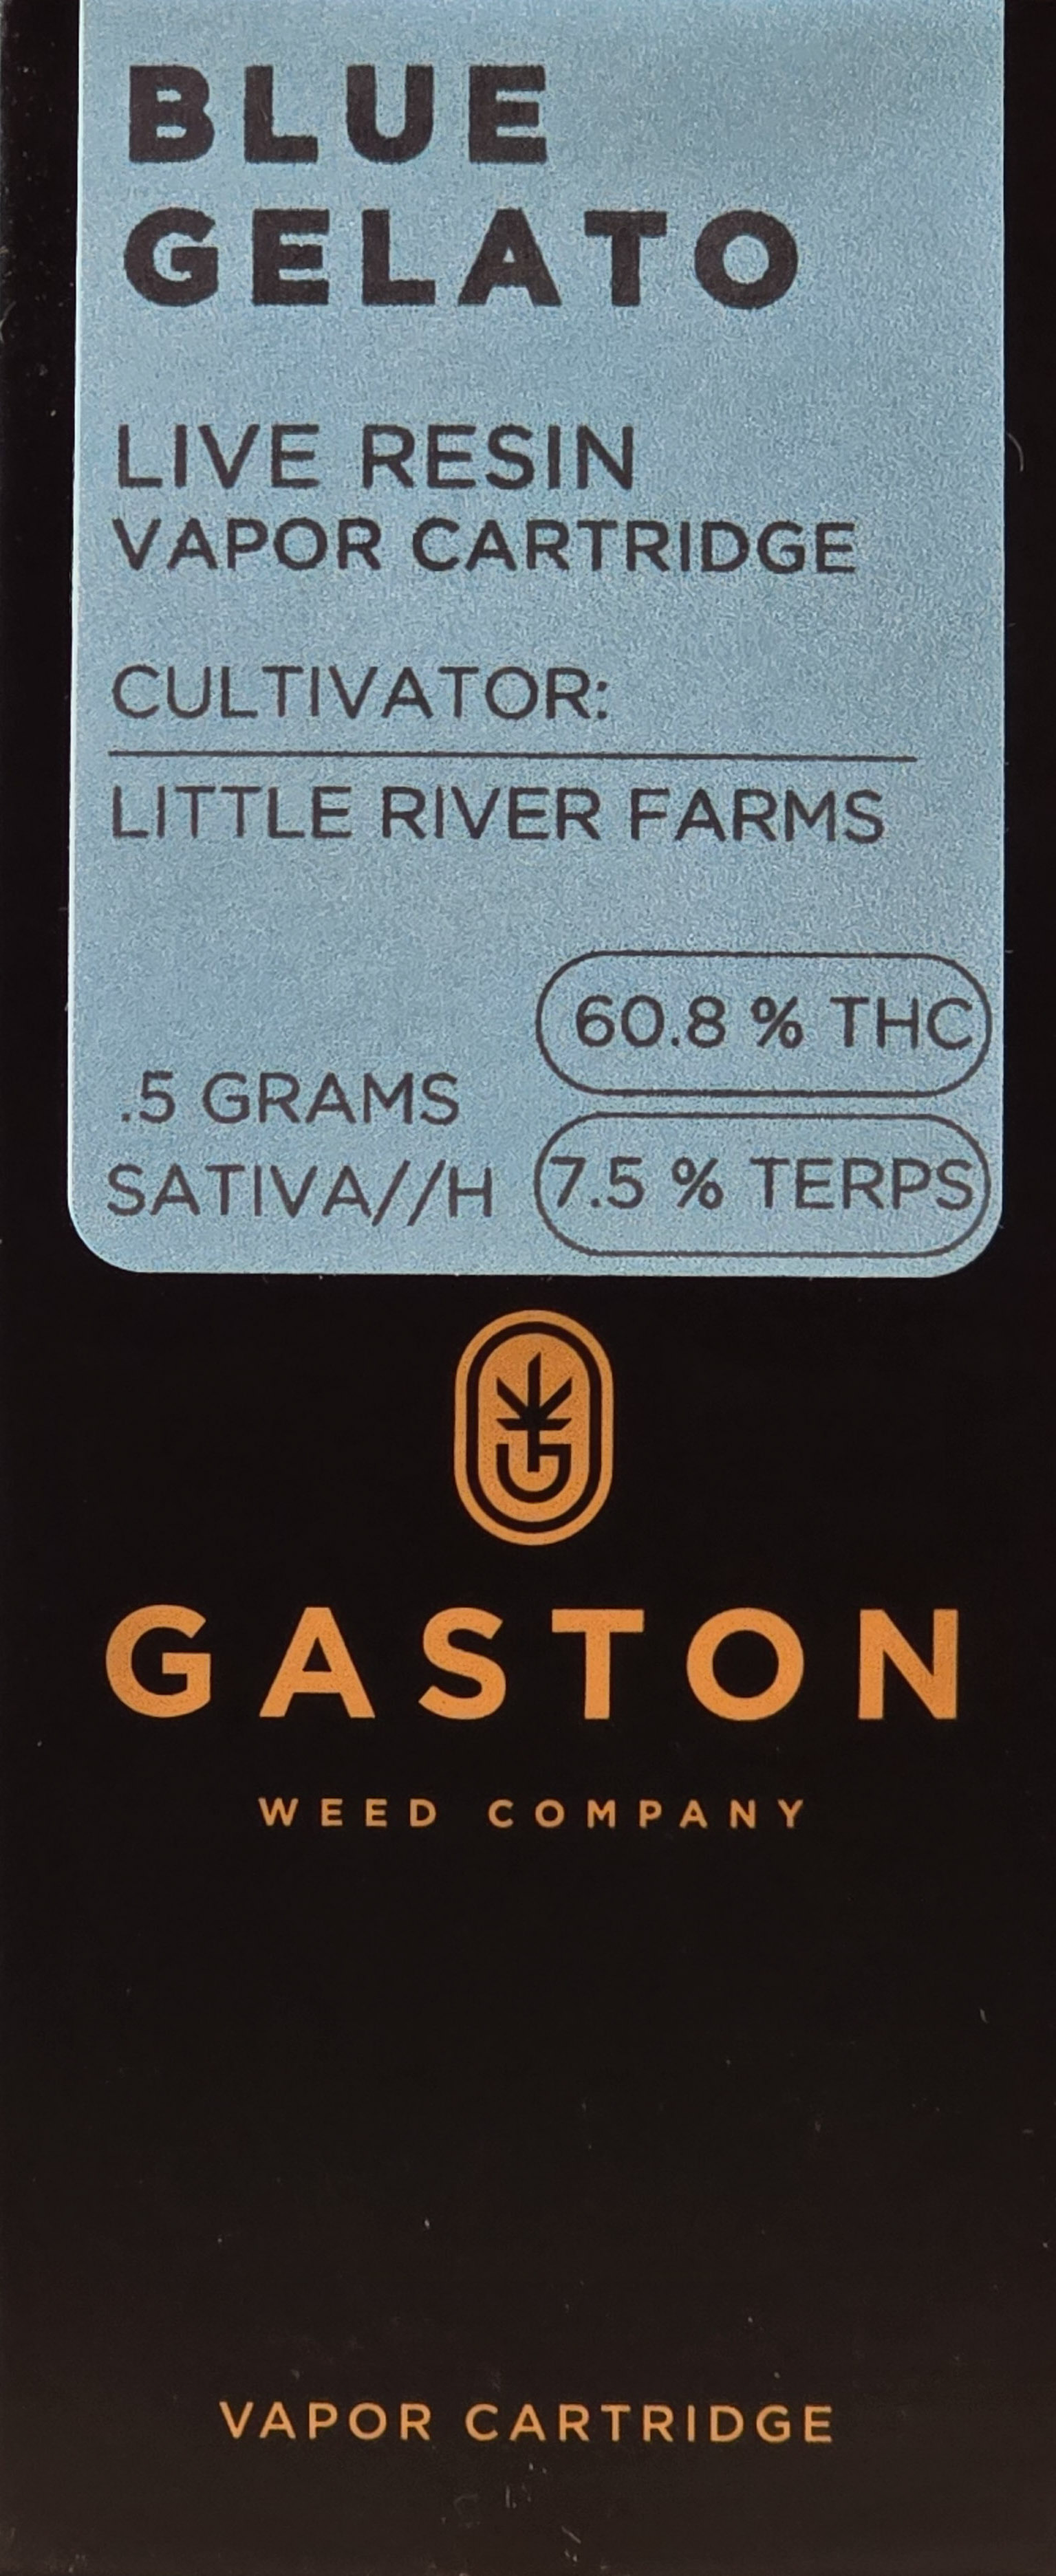 BLUE
GELATO
LIVE RESIN
VAPOR CARTRIDGE
CULTIVATOR:
LITTLE RIVER FARMS
60.8 % THC
.5 GRAMS
SATIVA//H
7.5 % TERPS
GASTON
WEED COMPANY
VAPOR CARTRIDGE